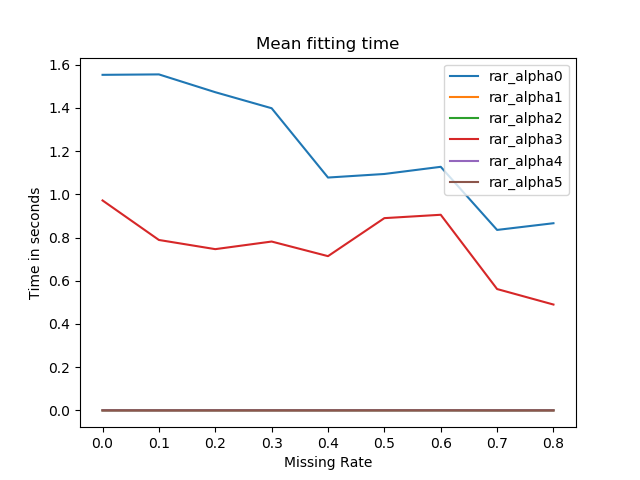 Mean fitting time
rar_alpha0
rar_alpha1
rar_alpha2
rar_alpha3
rar_alpha4
rar_alpha5
Time in seconds
1.6
1.4
1.2
1.0
0.8
0.6
0.4
0.2
0.0
0.0 0.1 0.2 0.3 0.4 0.5 0.6 0.7 0.8
Missing Rate